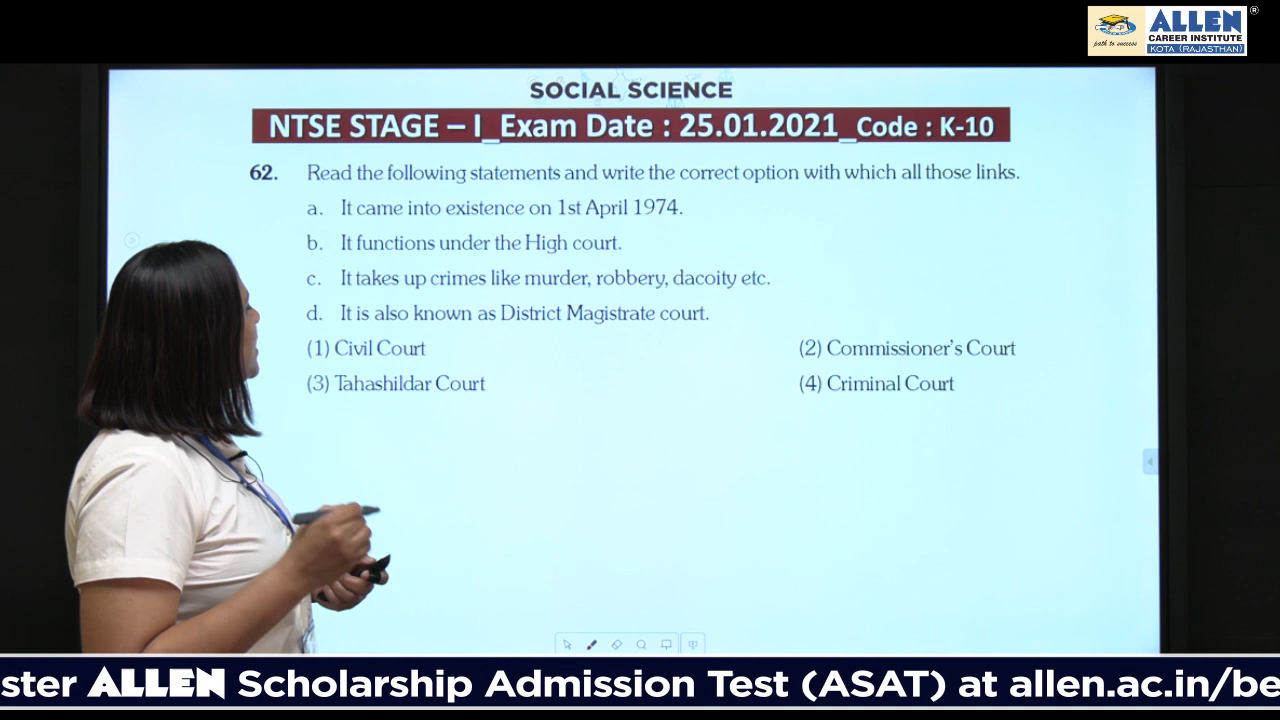 ALLEN
CAREER INSTITUTE
KOTA (RAJASTHAN)
path to success
®
SOCIAL SCIENCE
NTSE STAGE – I_Exam Date : 25.01.2021_Code : K-10
62. Read the following statements and write the correct option with which all those links.
a. It came into existence on 1st April 1974.
b. It functions under the High court.
c. It takes up crimes like murder, robbery, dacoity etc.
d. It is also known as District Magistrate court.
(1) Civil Court (2) Commissioner's Court
(3) Tahashildar Court (4) Criminal Court
ster ALLEN Scholarship Admission Test (ASAT) at allen.ac.in/be